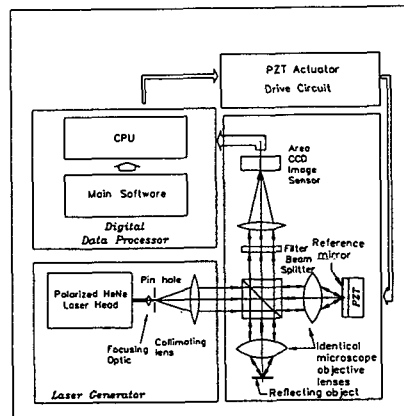 PZT Actuator
Drive Circuit
CPU
Main Software
Digital
Data Processor
Area
CCD
Image
Sensor
Filter
Beam
Splitter
Reference
mirror
PZT
Polarized HeNe
Laser Head
Pin hole
Focusing
Optic
Collimating
lens
Laser Generator
Identical
microscope
objective
lenses
Reflecting object